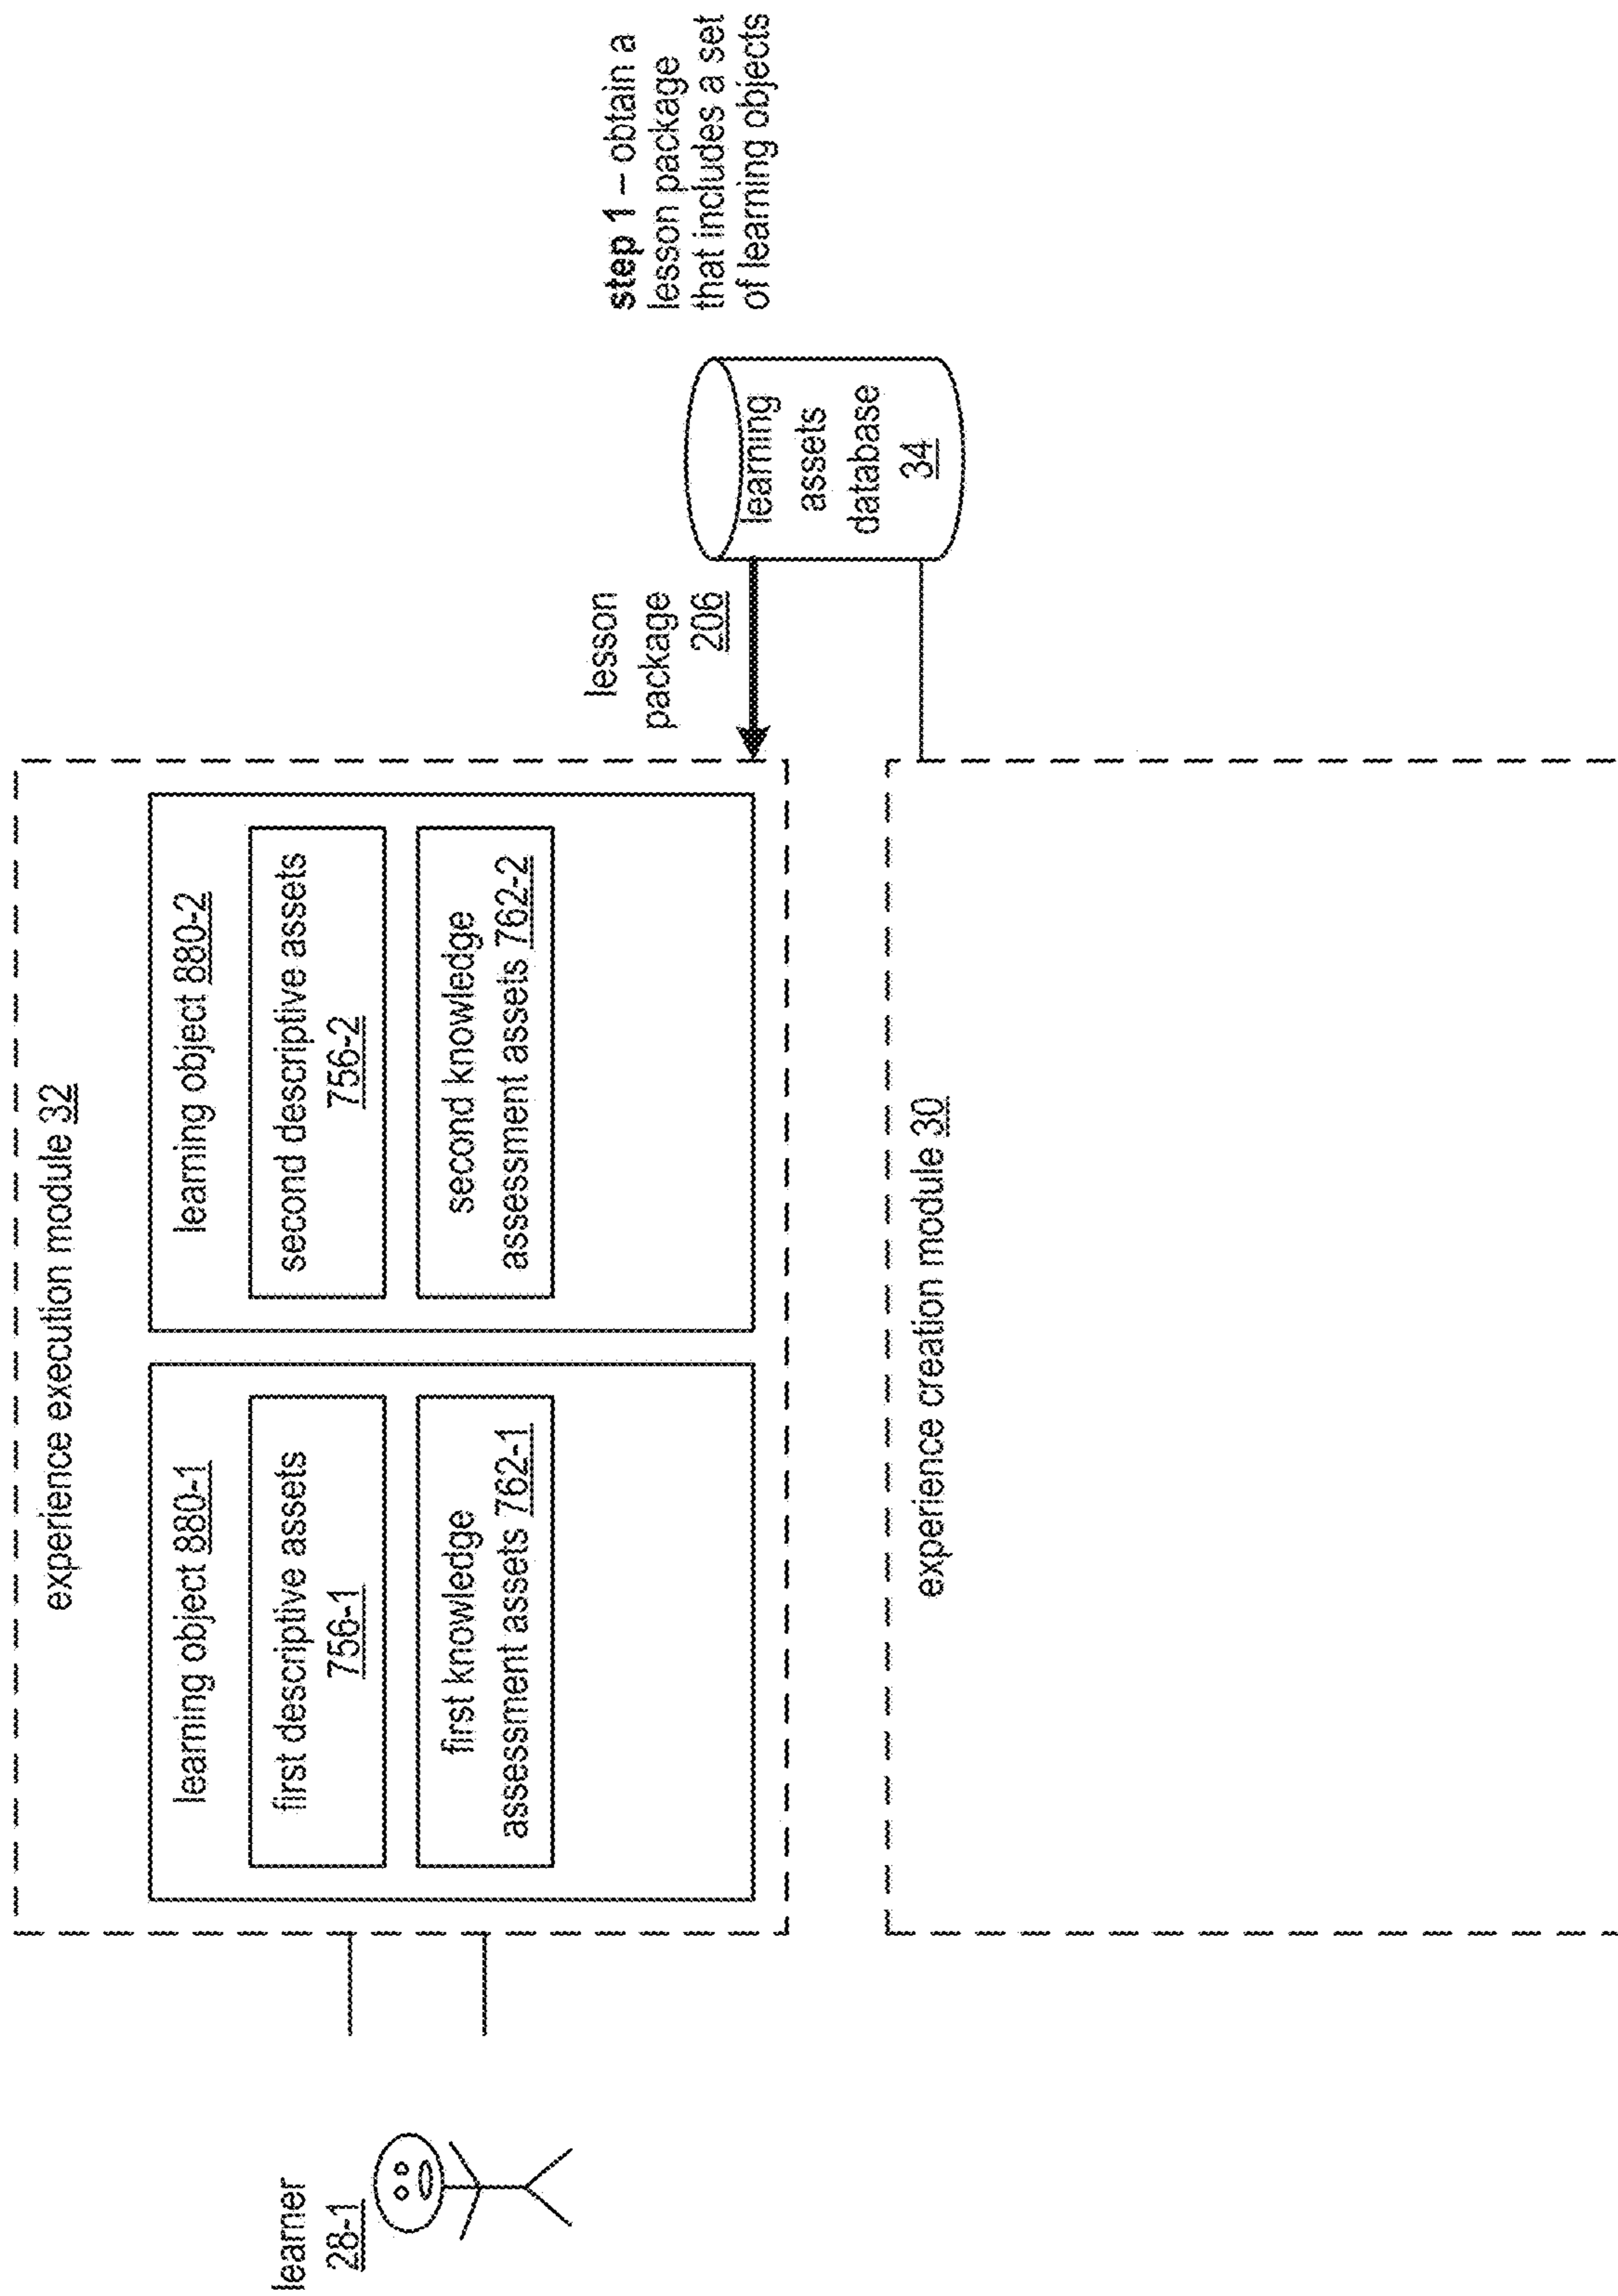 experience execution module 32
learner
28-1
learning object 880-1
first descriptive assets
756-1
first knowledge
assessment assets 762-1
learning object 880-2
second descriptive assets
756-2
second knowledge
assessment assets 762-2
lesson
package
206
step 1 – obtain a
lesson package
that includes a set
of learning objects
learning
assets
database
34
experience creation module 30